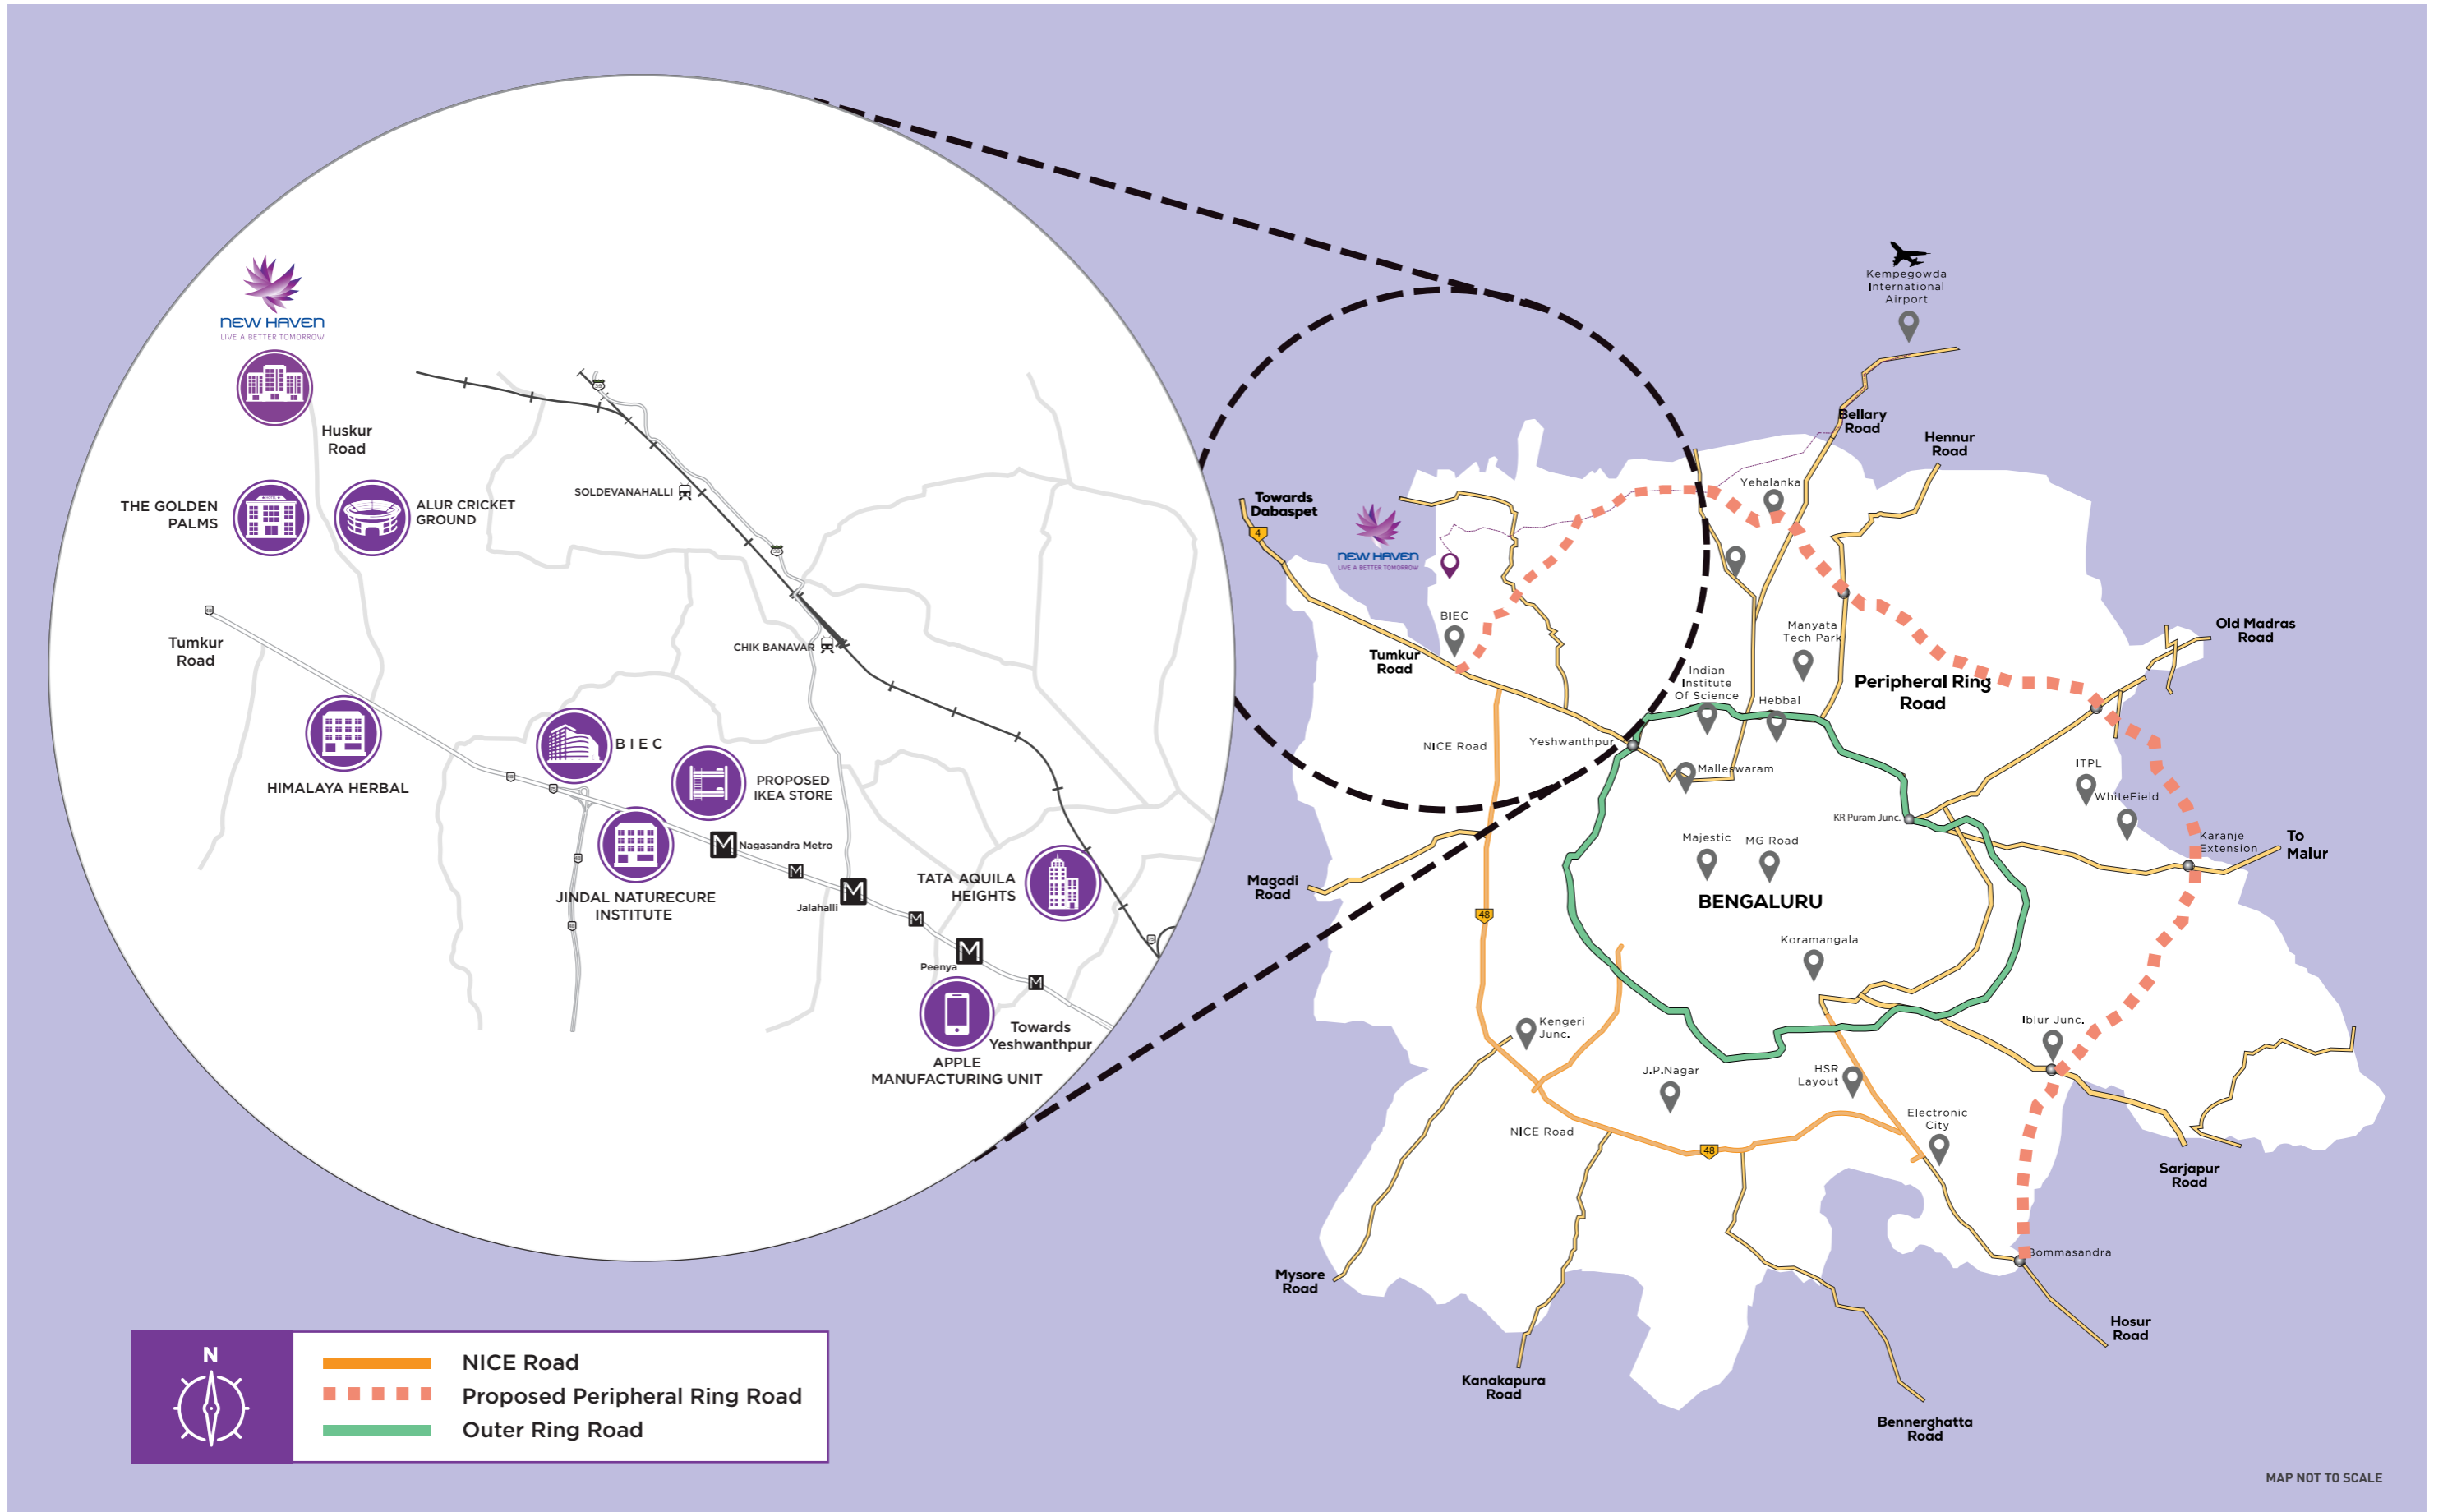 NEW HAVEN
LIVE A BETTER TOMORROW
Huskur
Road
THE GOLDEN
PALMS
ALUR CRICKET
GROUND
SOLDEVANAHALLI
CHIK BANAVAR
Tumkur
Road
HIMALAYA HERBAL
BIEC
PROPOSED
IKEA STORE
JINDAL NATURECURE
INSTITUTE
M
Nagasandra Metro
M
M
Jalahalli
M
TATA AQUILA
HEIGHTS
M
Peenya
M
Towards
Yeshwanthpur
APPLE
MANUFACTURING UNIT
Kempegowda
International
Airport
Bellary
Road
Hennur
Road
Yehalanka
Towards
Dabaspet
4
NEW HAVEN
LIVE A BETTER TOMORROW
BIEC
Tumkur
Road
Manyata
Tech Park
Old Madras
Road
Indian
Institute
Of Science
Hebbal
Peripheral Ring
Road
NICE Road
Yeshwanthpur
Malleswaram
ITPL
WhiteField
KR Puram Junc.
Karanje
Extension
To
Malur
Majestic
MG Road
BENGALURU
Magadi
Road
48
Koramangala
Kengeri
Junc.
Iblur Junc.
J.P.Nagar
HSR
Layout
Electronic
City
NICE Road
48
Sarjapur
Road
Bommasandra
Mysore
Road
Hosur
Road
Kanakapura
Road
Bennerghatta
Road
N
NICE Road
Proposed Peripheral Ring Road
Outer Ring Road
MAP NOT TO SCALE